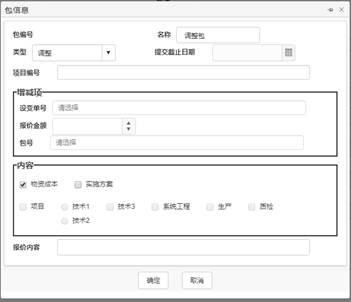 包信息
包编号 名称 调整包
类型 调整 提交截止日期
项目编号
增减项
设变单号 请选择
报价金额
包号 请选择
内容
物资成本 实施方案
项目 技术1 技术3 系统工程 生产 质检
技术2
报价内容
确定 取消